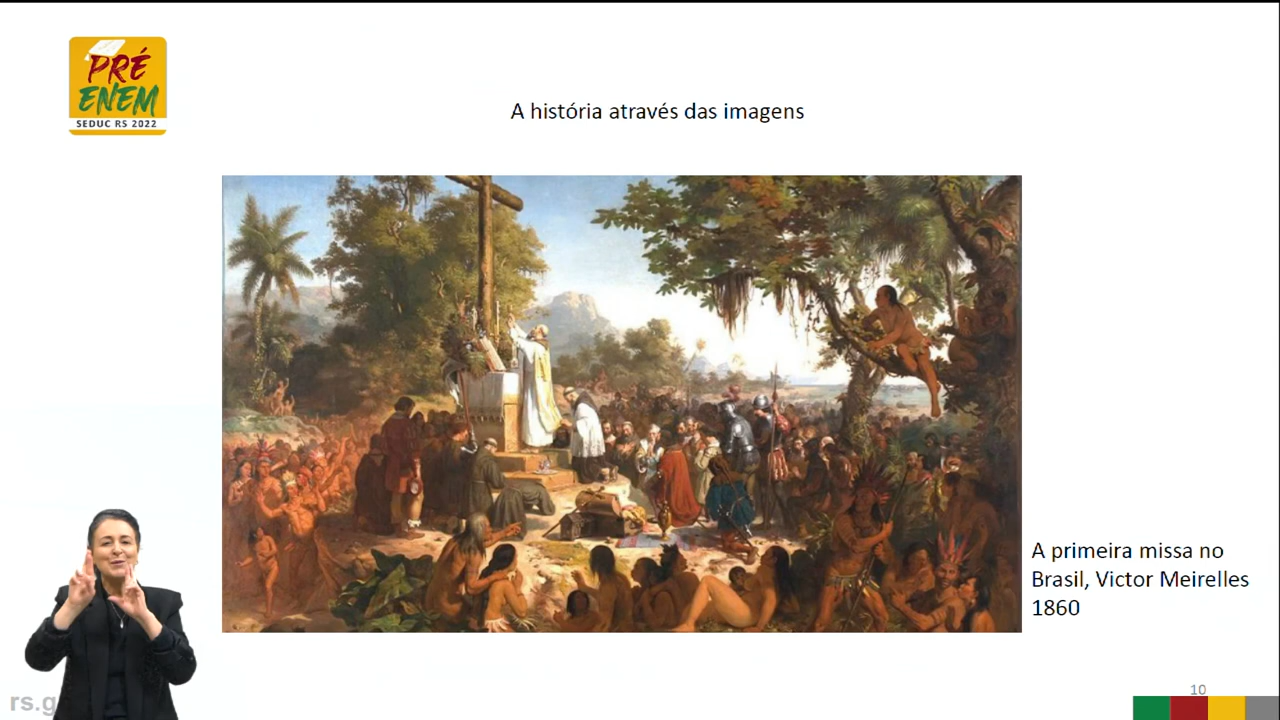 PRÉ
ENEM
SEDUC RS 2022
A história através das imagens
A primeira missa no
Brasil, Victor Meirelles
1860
rs.g
10